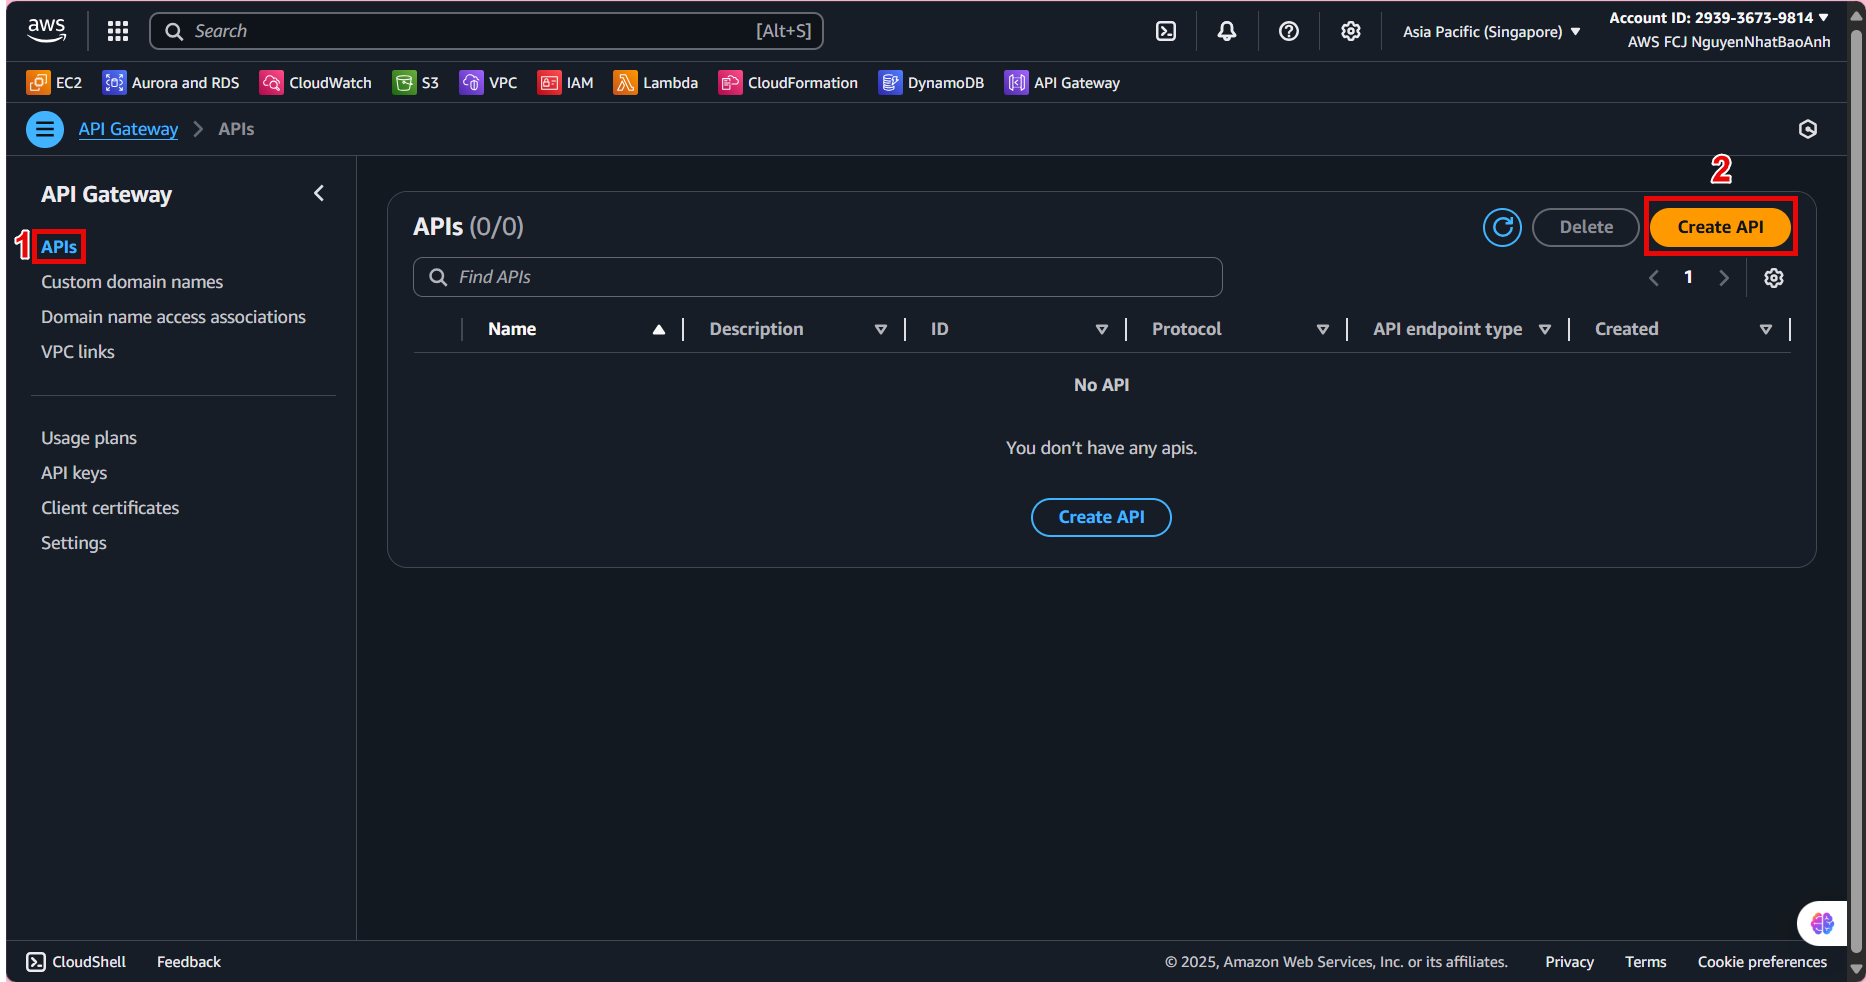 aws
Search [Alt+S]
Asia Pacific (Singapore)
Account ID: 2939-3673-9814
AWS FCJ NguyenNhatBaoAnh
EC2 Aurora and RDS CloudWatch S3 VPC IAM Lambda CloudFormation DynamoDB API Gateway
API Gateway APIs
API Gateway
1 APIs
Custom domain names
Domain name access associations
VPC links
Usage plans
API keys
Client certificates
Settings
2
APIs (0/0) Delete Create API
Find APIs 1
Name Description ID Protocol API endpoint type Created
No API
You don't have any apis.
Create API
CloudShell Feedback © 2025, Amazon Web Services, Inc. or its affiliates. Privacy Terms Cookie preferences